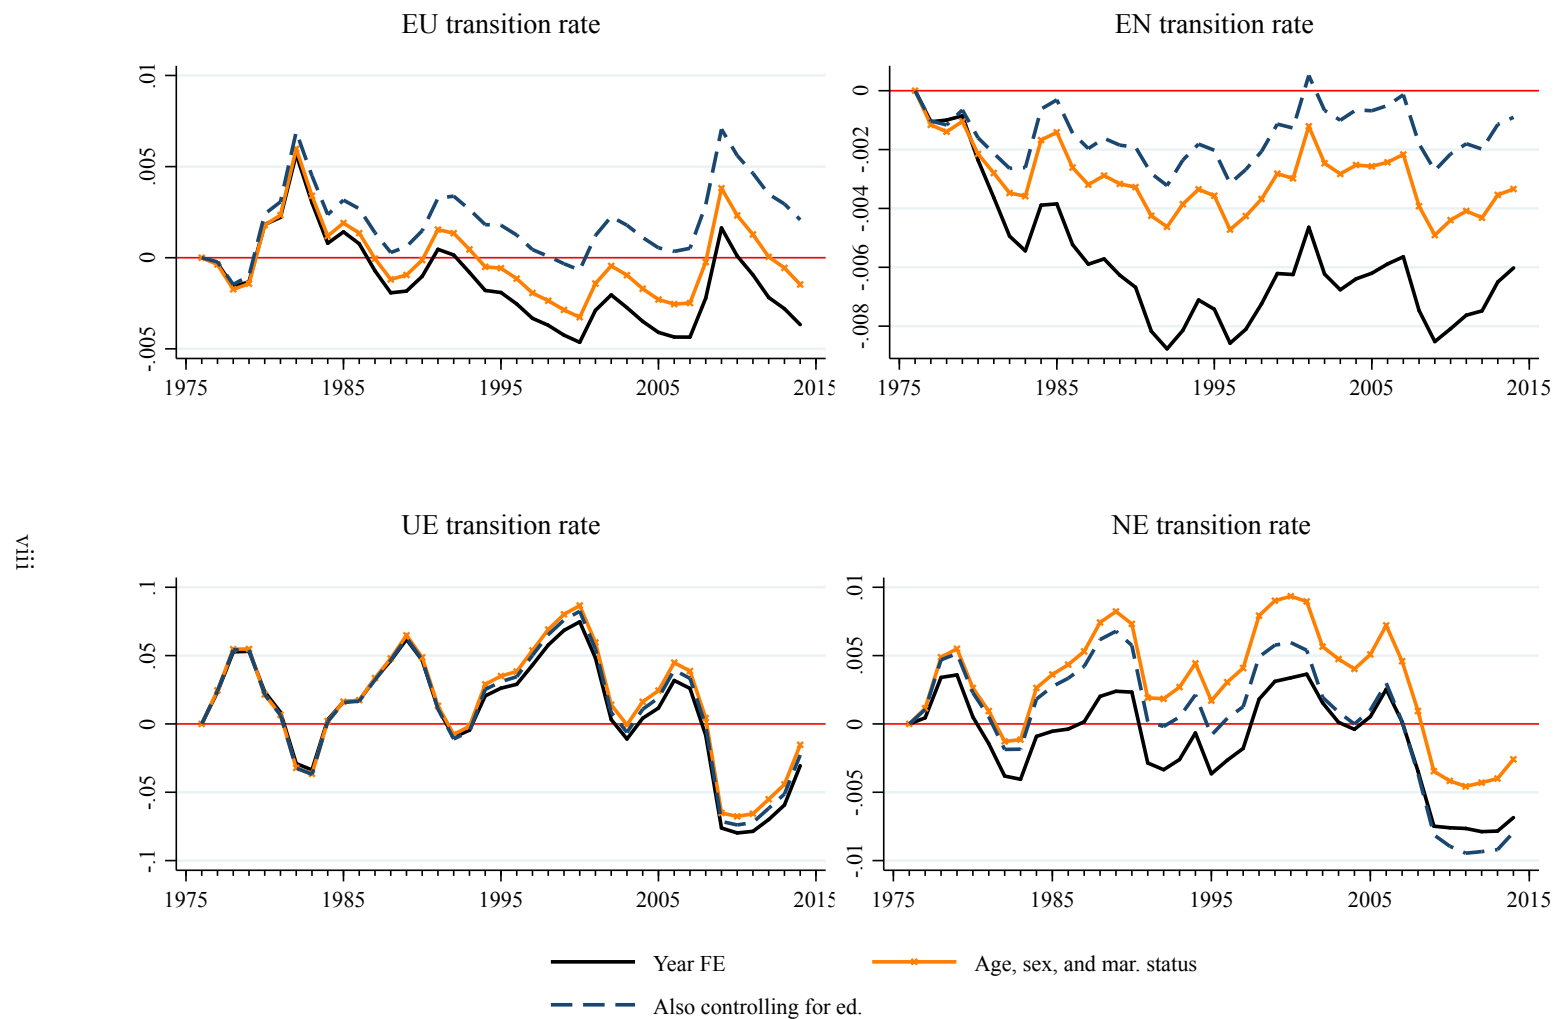 EU transition rate
.01
.005
0
-.005
1975 1985 1995 2005 2015
EN transition rate
0
-.002
-.004
-.006
-.008
1975 1985 1995 2005 2015
viii
UE transition rate
.1
.05
0
-.05
-.1
1975 1985 1995 2005 2015
NE transition rate
.01
.005
0
-.005
-.01
1975 1985 1995 2005 2015
Year FE
Age, sex, and mar. status
Also controlling for ed.